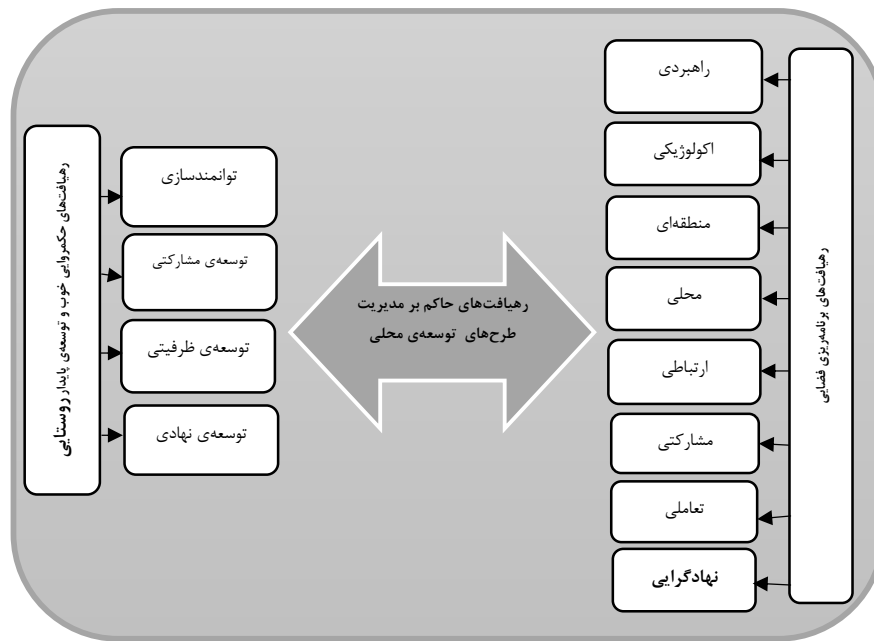 رهیافت‌های برنامه‌ریزی فضایی
راهبردی
اکولوژیکی
منطقه‌ای
محلی
ارتباطی
مشارکتی
تعاملی
نهادگرایی
رهیافت‌های حاکم بر مدیریت
طرح‌های توسعه‌ی محلی
توانمندسازی
توسعه‌ی مشارکتی
توسعه‌ی ظرفیتی
توسعه‌ی نهادی
رهیافت‌های حکمروایی خوب و توسعه‌ی پایدار روستایی